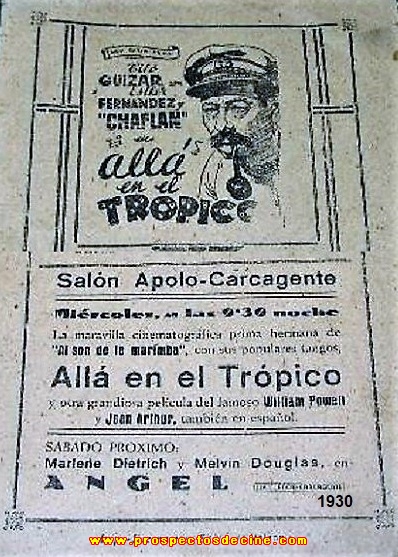 Tito
GUIZAR con
Esther
FERNANDEZ y
"CHAFLAN"
en
allá
en el
TROPICO
Salón Apolo-Carcagente
Miércoles, a las 9'30 noche
La maravilla cinematográfica prima hermana de
"Al son de la marimba", con sus populares tangos,
Allá en el Trópico
y otra grandiosa película del famoso William Powell
y Jean Arthur, también en español.
SABADO PROXIMO:
Marlene Dietrich y Melvin Douglas, en
ANGEL
1930
www.prospectosdecine.com